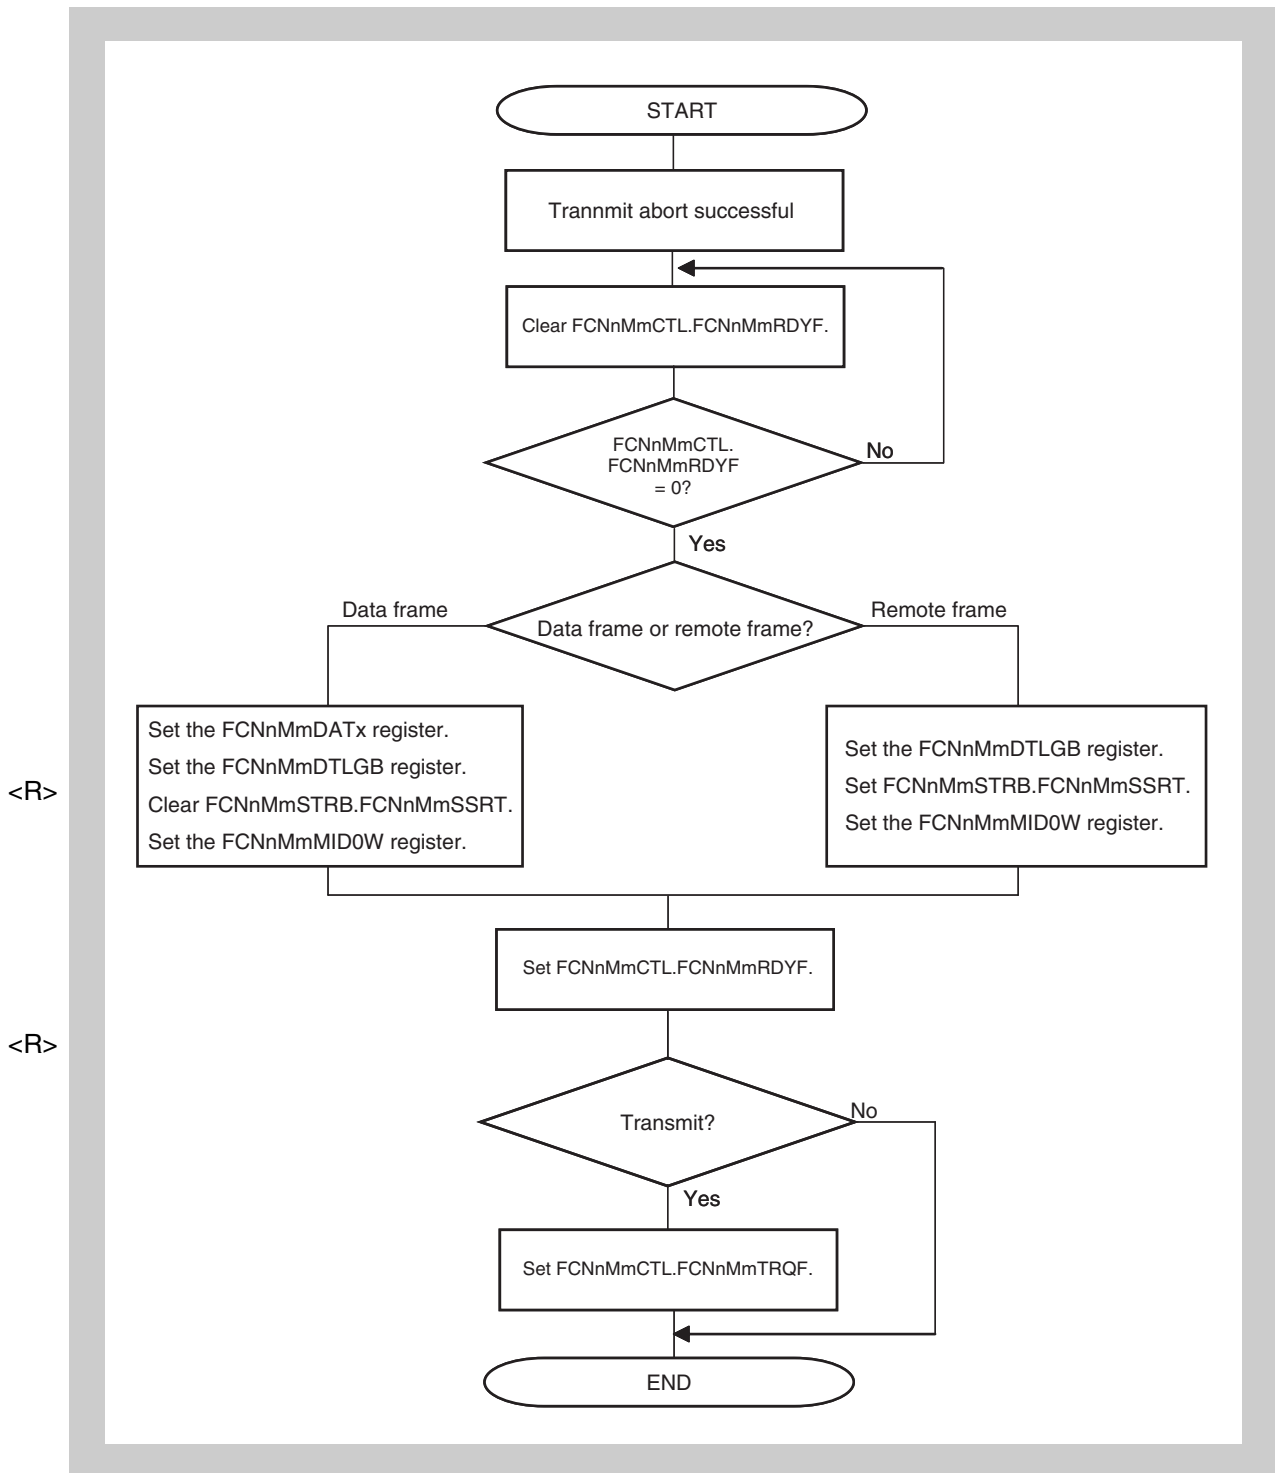 START
Trannmit abort successful
Clear FCNnMmCTL.FCNnMmRDYF.
FCNnMmCTL.
FCNnMmRDYF
= 0?
No
Yes
Data frame
Data frame or remote frame?
Remote frame
Set the FCNnMmDATx register.
Set the FCNnMmDTLGB register.
Clear FCNnMmSTRB.FCNnMmSSRT.
Set the FCNnMmMID0W register.
Set the FCNnMmDTLGB register.
Set FCNnMmSTRB.FCNnMmSSRT.
Set the FCNnMmMID0W register.
<R>
Set FCNnMmCTL.FCNnMmRDYF.
<R>
Transmit?
No
Yes
Set FCNnMmCTL.FCNnMmTRQF.
END